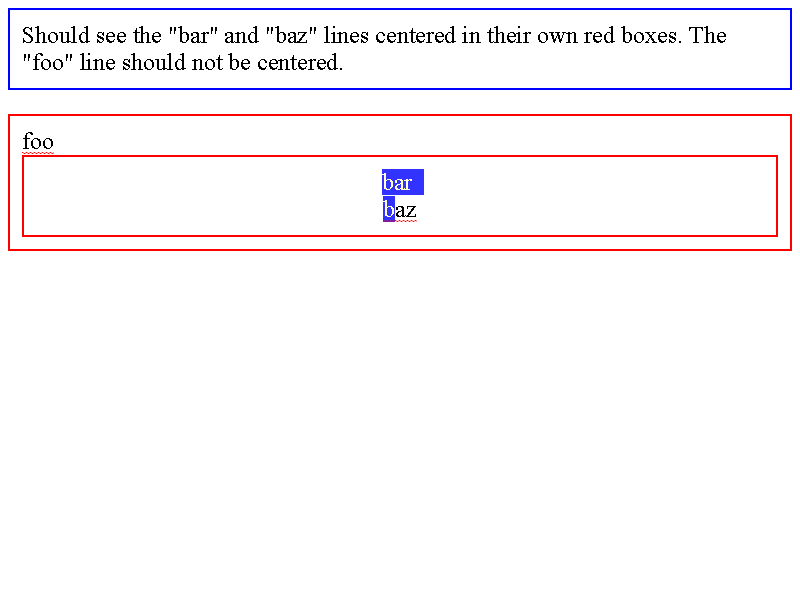 Should see the "bar" and "baz" lines centered in their own red boxes. The
"foo" line should not be centered.
foo
bar
baz